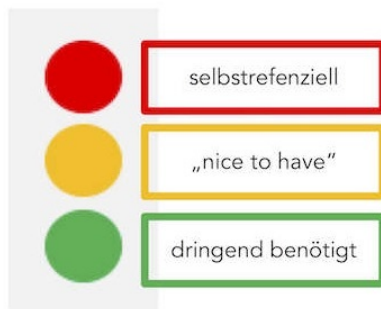 selbstrefenziell
„nice to have”
dringend benötigt